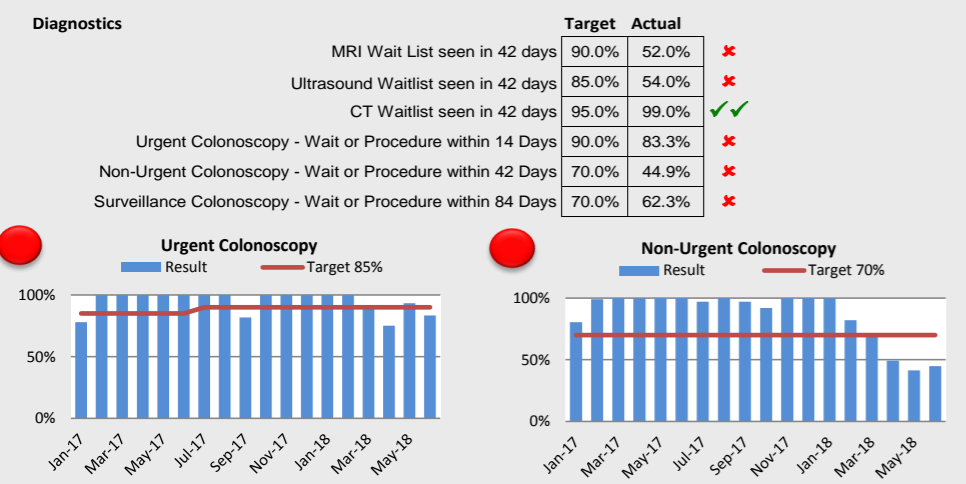 Diagnostics Target Actual
MRI Wait List seen in 42 days 90.0% 52.0%
Ultrasound Waitlist seen in 42 days 85.0% 54.0%
CT Waitlist seen in 42 days 95.0% 99.0%
Urgent Colonoscopy - Wait or Procedure within 14 Days 90.0% 83.3%
Non-Urgent Colonoscopy - Wait or Procedure within 42 Days 70.0% 44.9%
Surveillance Colonoscopy - Wait or Procedure within 84 Days 70.0% 62.3%
Urgent Colonoscopy
Result Target 85%
100%
50%
0%
Jan-17 Mar-17 May-17 Jul-17 Sep-17 Nov-17 Jan-18 Mar-18 May-18
Non-Urgent Colonoscopy
Result Target 70%
100%
50%
0%
Jan-17 Mar-17 May-17 Jul-17 Sep-17 Nov-17 Jan-18 Mar-18 May-18